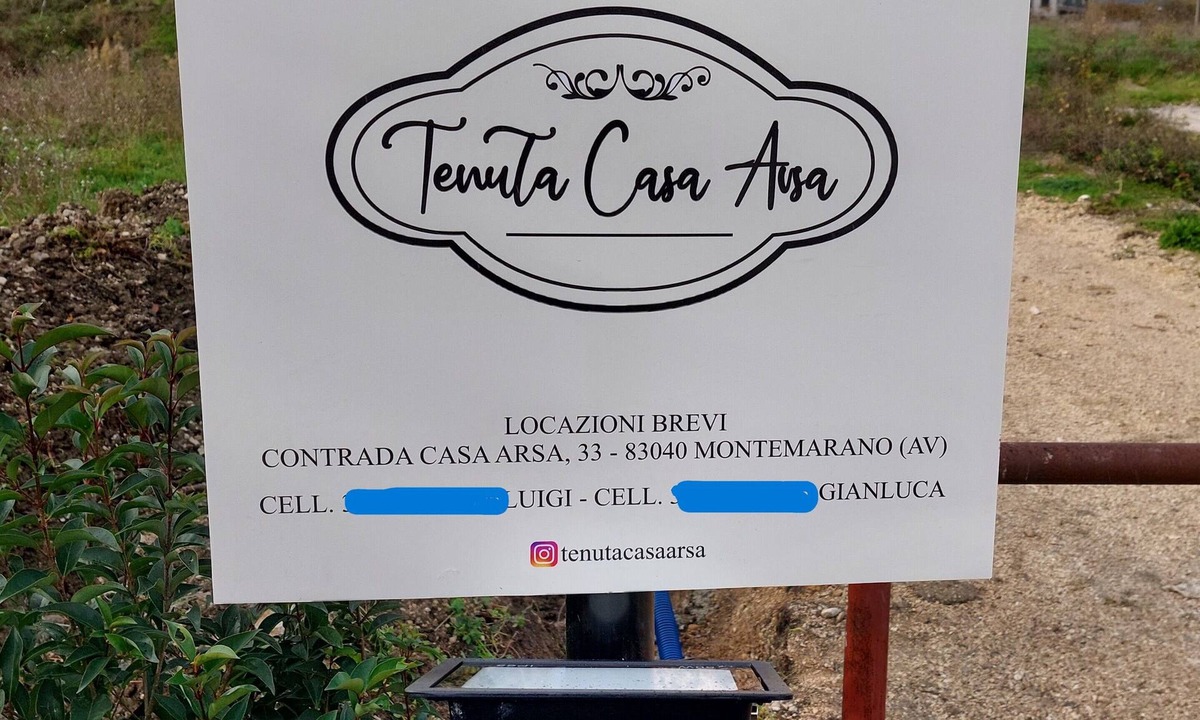 Tenuta Casa Arsa
LOCAZIONI BREVI
CONTRADA CASA ARSA, 33 - 83040 MONTEMARANO (AV)
CELL. LUIGI - CELL. GIANLUCA
tenutacasaarsa